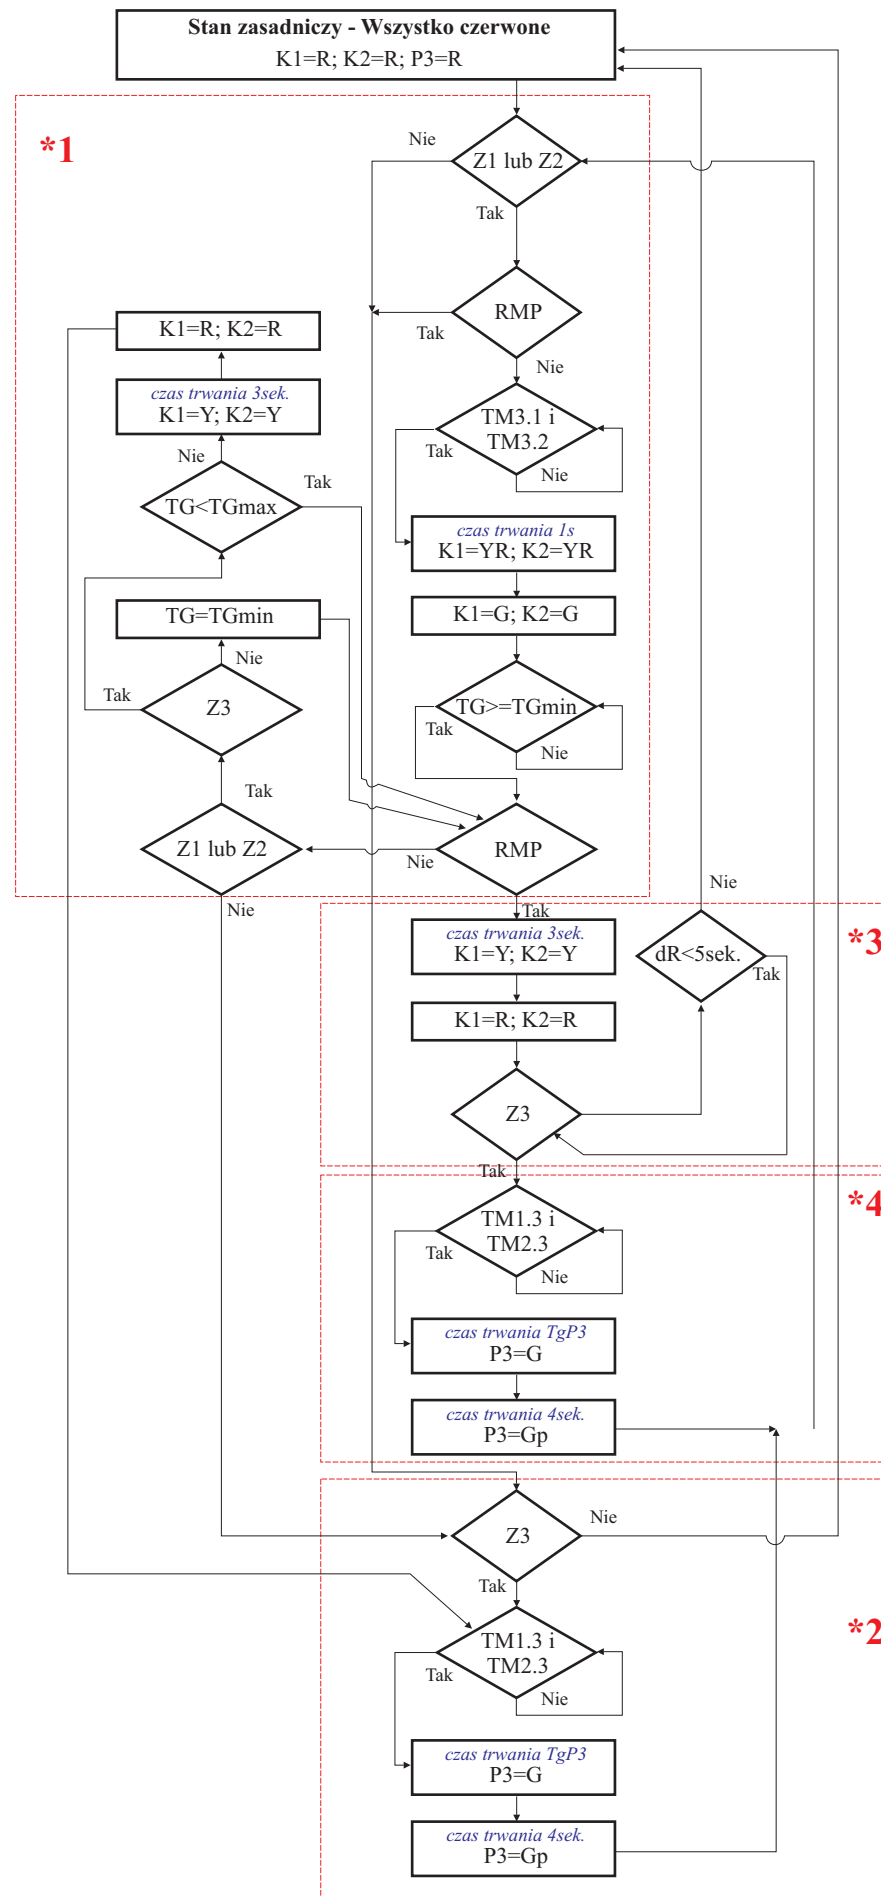 Stan zasadniczy - Wszystko czerwone
K1=R; K2=R; P3=R
*1
Nie
Z1 lub Z2
Tak
RMP
Tak
Nie
K1=R; K2=R
czas trwania 3sek.
K1=Y; K2=Y
Nie
Tak
TG<TGmax
TM3.1 i
TM3.2
Tak
Nie
czas trwania 1s
K1=YR; K2=YR
K1=G; K2=G
TG=TGmin
Nie
Tak
Z3
TG>=TGmin
Tak
Nie
Tak
Z1 lub Z2
Nie
RMP
Nie
Tak
Nie
*3
czas trwania 3sek.
K1=Y; K2=Y
dR<5sek.
Tak
K1=R; K2=R
Z3
Tak
*4
TM1.3 i
TM2.3
Tak
Nie
czas trwania TgP3
P3=G
czas trwania 4sek.
P3=Gp
Z3
Nie
Tak
*2
TM1.3 i
TM2.3
Tak
Nie
czas trwania TgP3
P3=G
czas trwania 4sek.
P3=Gp